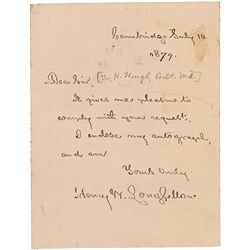 Cambridge July 16
1879.
Dear Sir, [Dr. H. Hough, Balt. Md.]
It gives me pleasure to
comply with your request.
I enclose my autograph,
and am
Yours truly
Henry W. Longfellow.